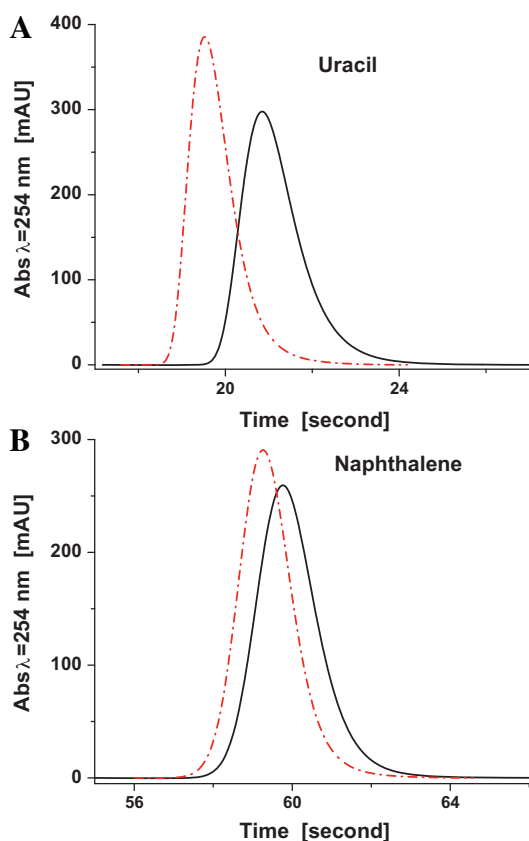 A
Uracil
Abs λ=254 nm [mAU]
400
300
200
100
0
20
24
Time [second]
B
Naphthalene
Abs λ=254 nm [mAU]
300
200
100
0
56
60
64
Time [second]